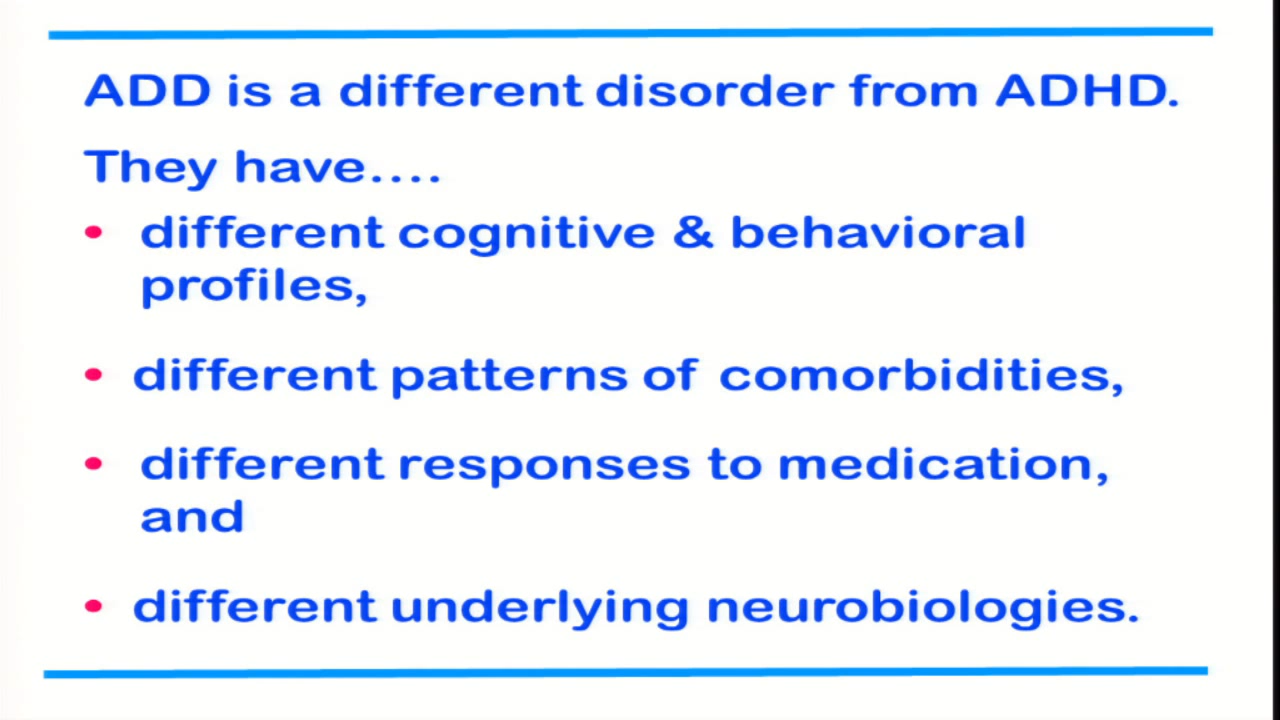 ADD is a different disorder from ADHD.
They have....
• different cognitive & behavioral
profiles,
• different patterns of comorbidities,
• different responses to medication,
and
• different underlying neurobiologies.